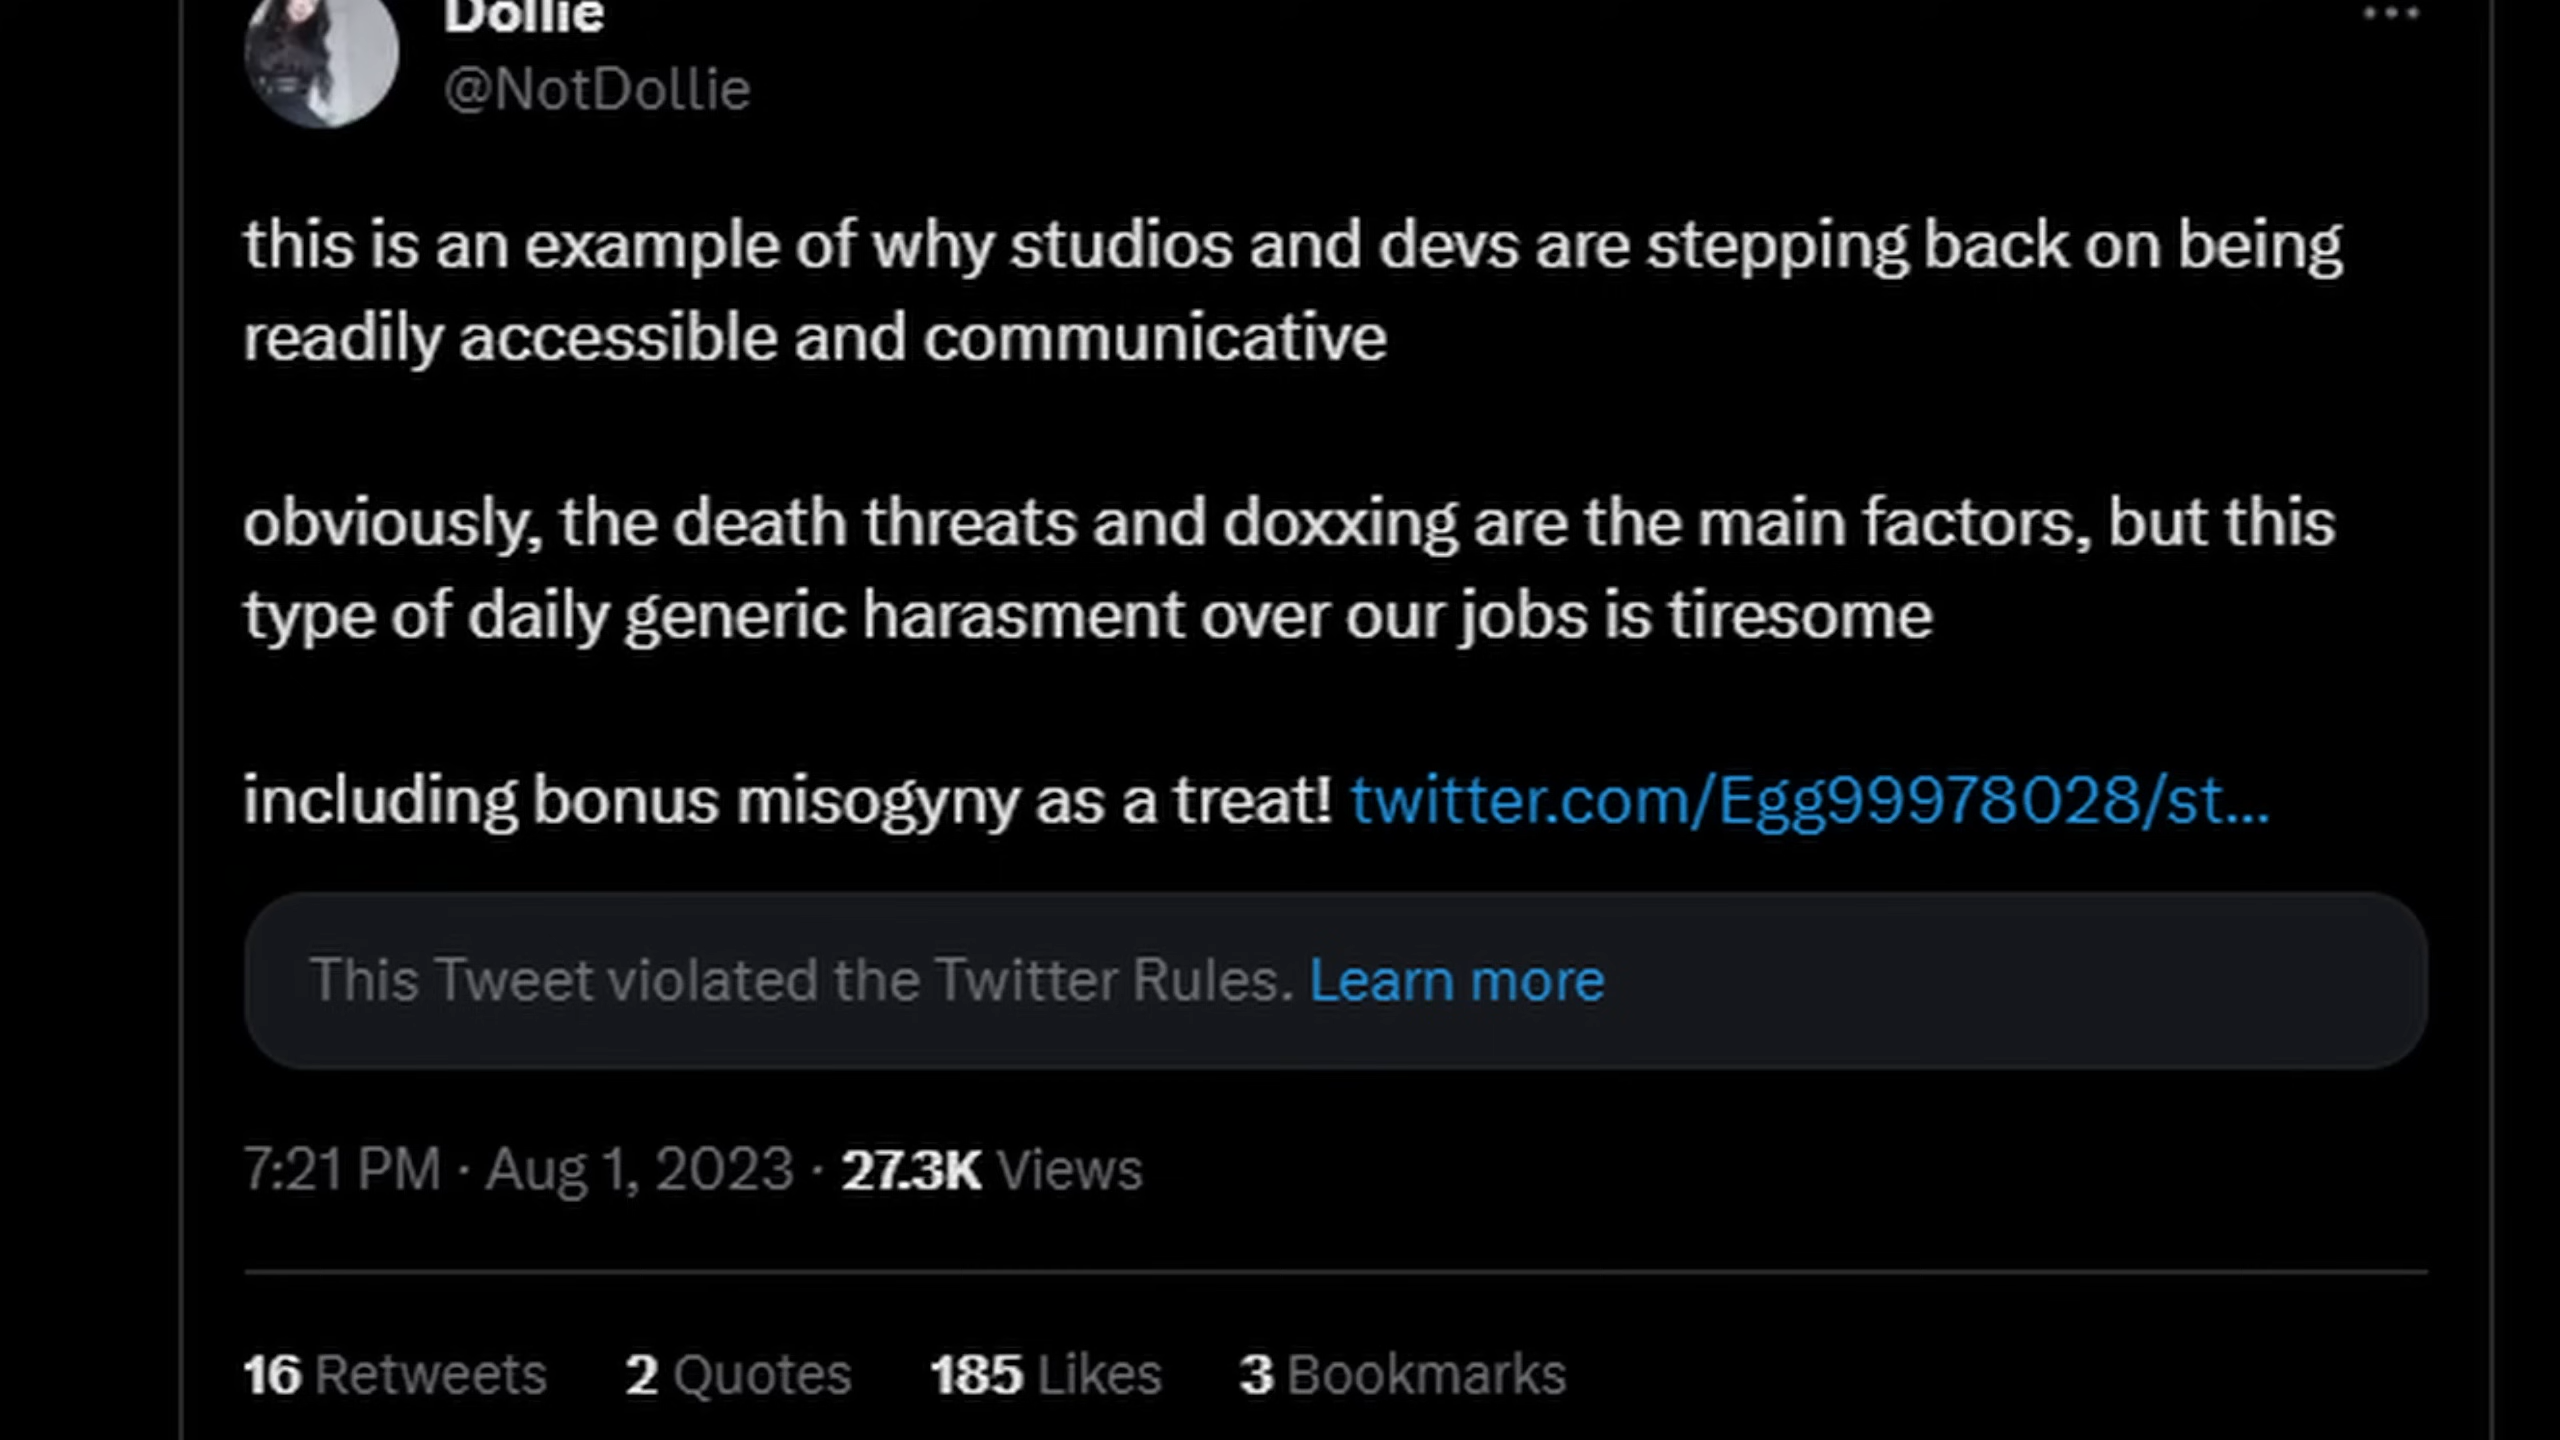 Dollie
@NotDollie
this is an example of why studios and devs are stepping back on being
readily accessible and communicative
obviously, the death threats and doxxing are the main factors, but this
type of daily generic harasment over our jobs is tiresome
including bonus misogyny as a treat! twitter.com/Egg99978028/st...
This Tweet violated the Twitter Rules. Learn more
7:21 PM · Aug 1, 2023 · 27.3K Views
16 Retweets 2 Quotes 185 Likes 3 Bookmarks